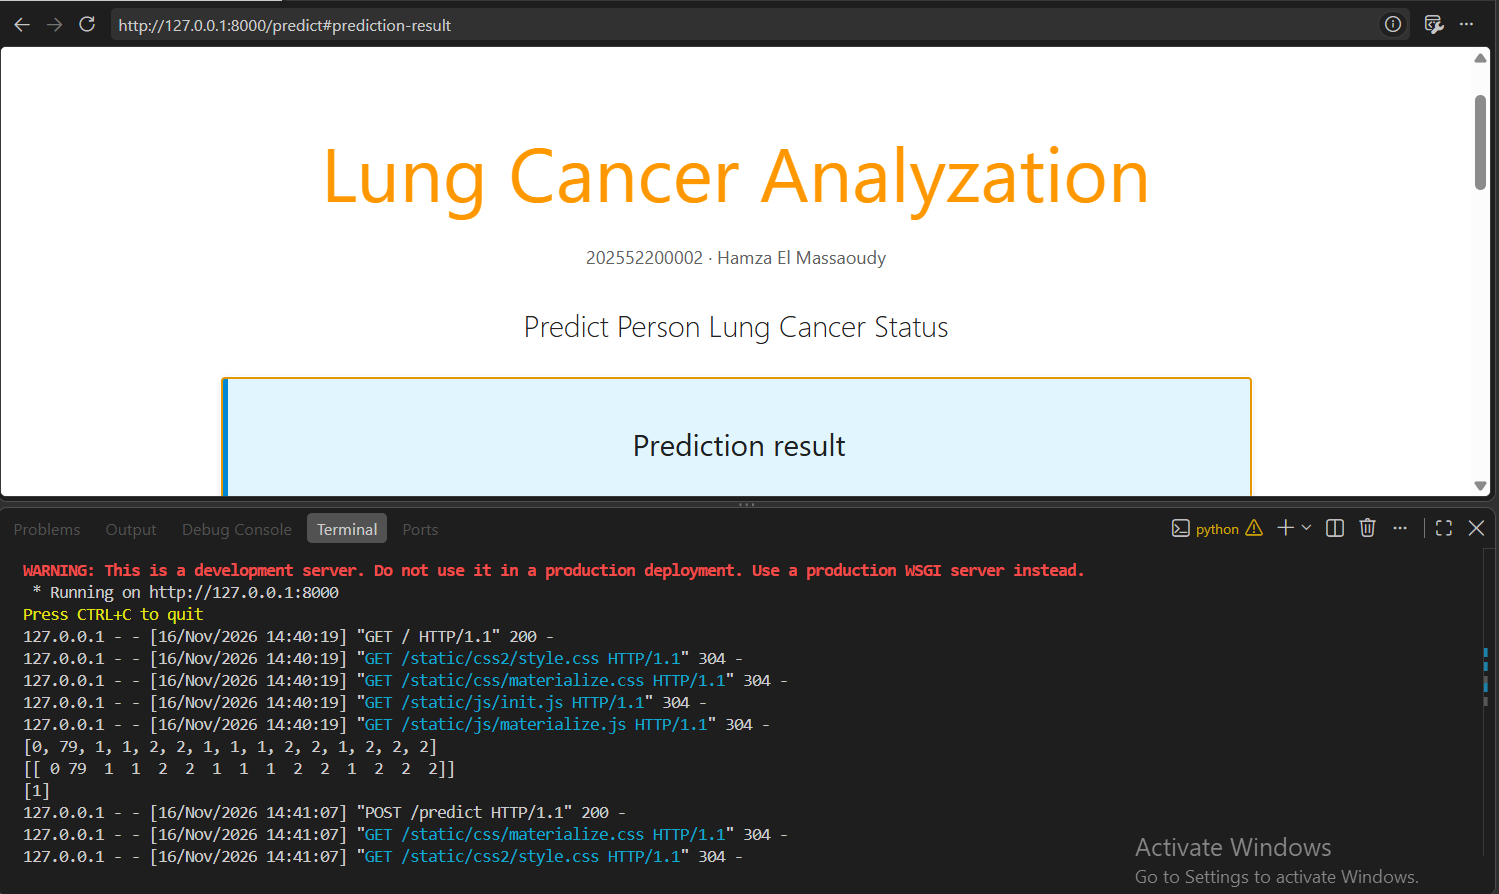 http://127.0.0.1:8000/predict#prediction-result
Lung Cancer Analyzation
202552200002 · Hamza El Massaoudy
Predict Person Lung Cancer Status
Prediction result
Problems Output Debug Console Terminal Ports python
WARNING: This is a development server. Do not use it in a production deployment. Use a production WSGI server instead.
* Running on http://127.0.0.1:8000
Press CTRL+C to quit
127.0.0.1 - - [16/Nov/2026 14:40:19] "GET / HTTP/1.1" 200 -
127.0.0.1 - - [16/Nov/2026 14:40:19] "GET /static/css2/style.css HTTP/1.1" 304 -
127.0.0.1 - - [16/Nov/2026 14:40:19] "GET /static/css/materialize.css HTTP/1.1" 304 -
127.0.0.1 - - [16/Nov/2026 14:40:19] "GET /static/js/init.js HTTP/1.1" 304 -
127.0.0.1 - - [16/Nov/2026 14:40:19] "GET /static/js/materialize.js HTTP/1.1" 304 -
[0, 79, 1, 1, 2, 2, 1, 1, 1, 2, 2, 1, 2, 2, 2]
[[ 0 79  1  1  2  2  1  1  1  2  2  1  2  2  2]]
[1]
127.0.0.1 - - [16/Nov/2026 14:41:07] "POST /predict HTTP/1.1" 200 -
127.0.0.1 - - [16/Nov/2026 14:41:07] "GET /static/css/materialize.css HTTP/1.1" 304 -
127.0.0.1 - - [16/Nov/2026 14:41:07] "GET /static/css2/style.css HTTP/1.1" 304 -
Activate Windows
Go to Settings to activate Windows.